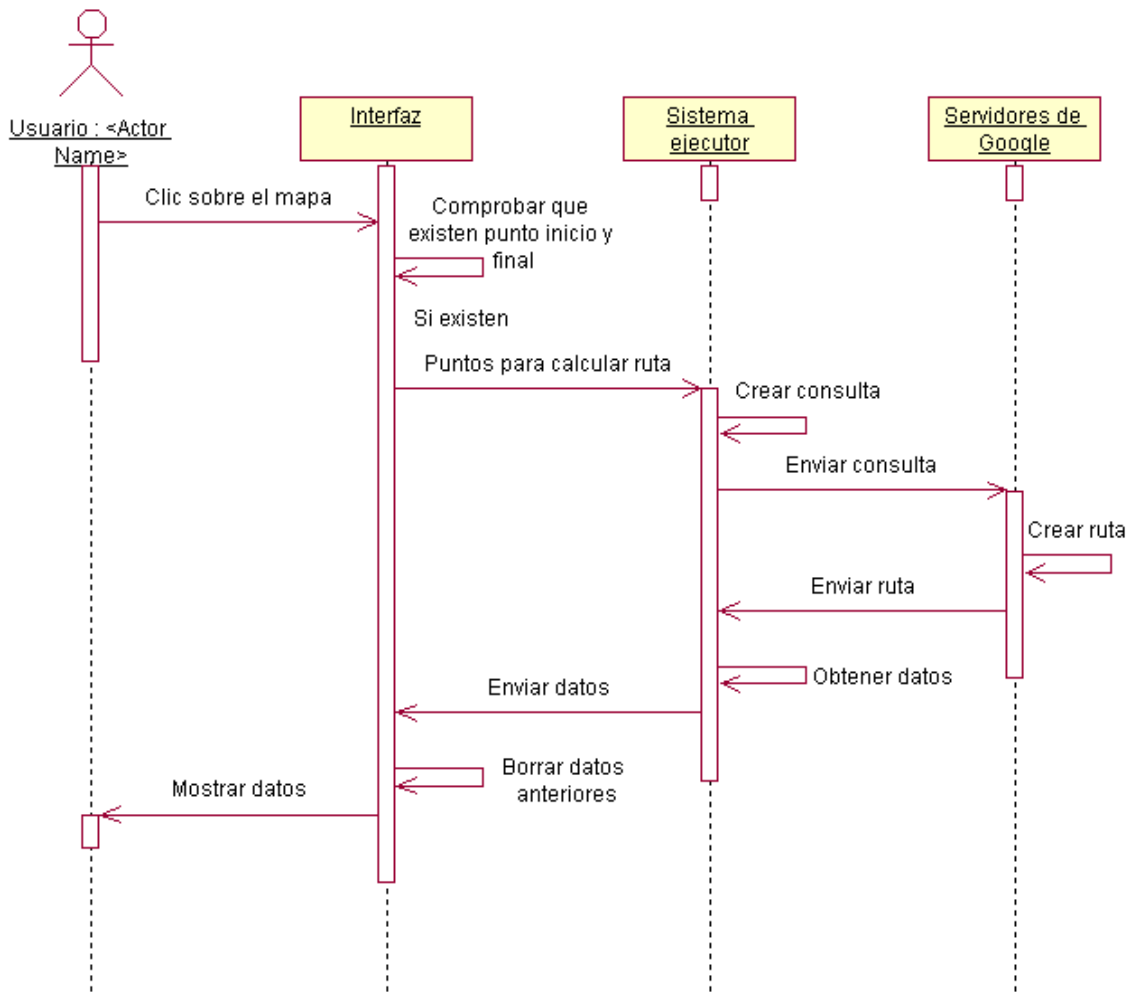 Usuario : <Actor
Name>
Interfaz
Sistema
ejecutor
Servidores de
Google
Clic sobre el mapa
Comprobar que
existen punto inicio y
final
Si existen
Puntos para calcular ruta
Crear consulta
Enviar consulta
Crear ruta
Enviar ruta
Obtener datos
Enviar datos
Borrar datos
anteriores
Mostrar datos